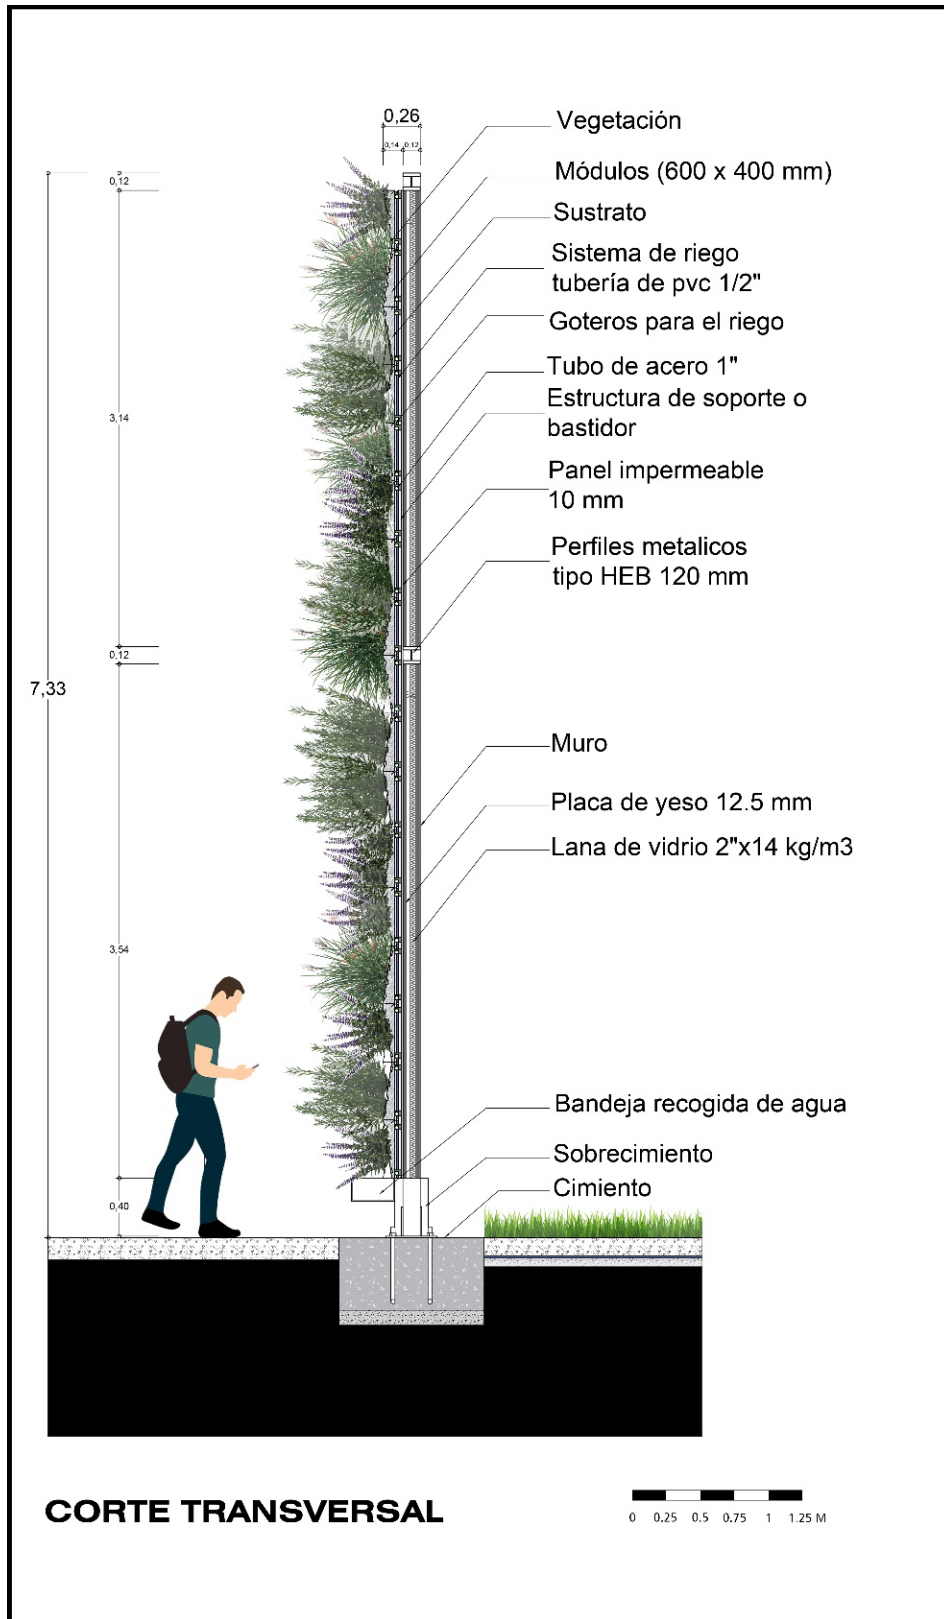 0,26
0,14 0.12
Vegetación
Módulos (600 x 400 mm)
0,12
Sustrato
Sistema de riego
tubería de pvc 1/2"
Goteros para el riego
Tubo de acero 1"
Estructura de soporte o
bastidor
3,14
Panel impermeable
10 mm
Perfiles metalicos
tipo HEB 120 mm
0,12
7,33
Muro
Placa de yeso 12.5 mm
Lana de vidrio 2"x14 kg/m3
3,54
Bandeja recogida de agua
Sobrecimiento
Cimiento
0,40
CORTE TRANSVERSAL
0 0.25 0.5 0.75 1 1.25 M